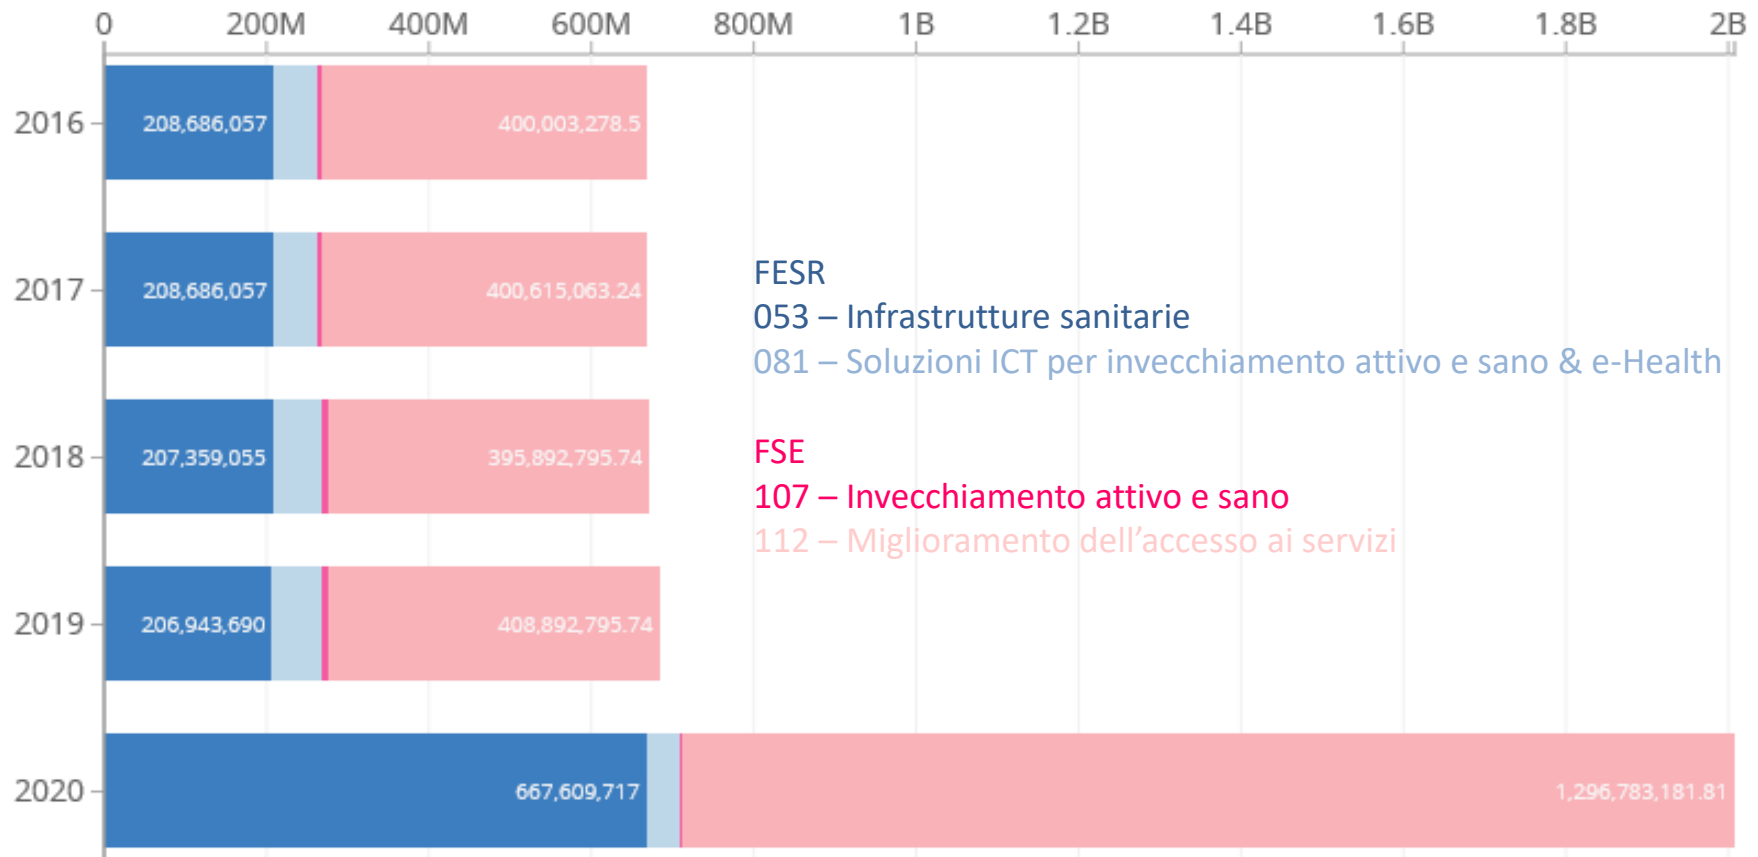 0 200M 400M 600M 800M 1B 1.2B 1.4B 1.6B 1.8B 2B
2016 208,686,057 400,003,278.5
2017 208,686,057 400,615,063.24
FESR
053 – Infrastrutture sanitarie
081 – Soluzioni ICT per invecchiamento attivo e sano & e-Health
2018 207,359,055 395,892,795.74
FSE
107 – Invecchiamento attivo e sano
112 – Miglioramento dell’accesso ai servizi
2019 206,943,690 408,892,795.74
2020 667,609,717 1,296,783,181.81